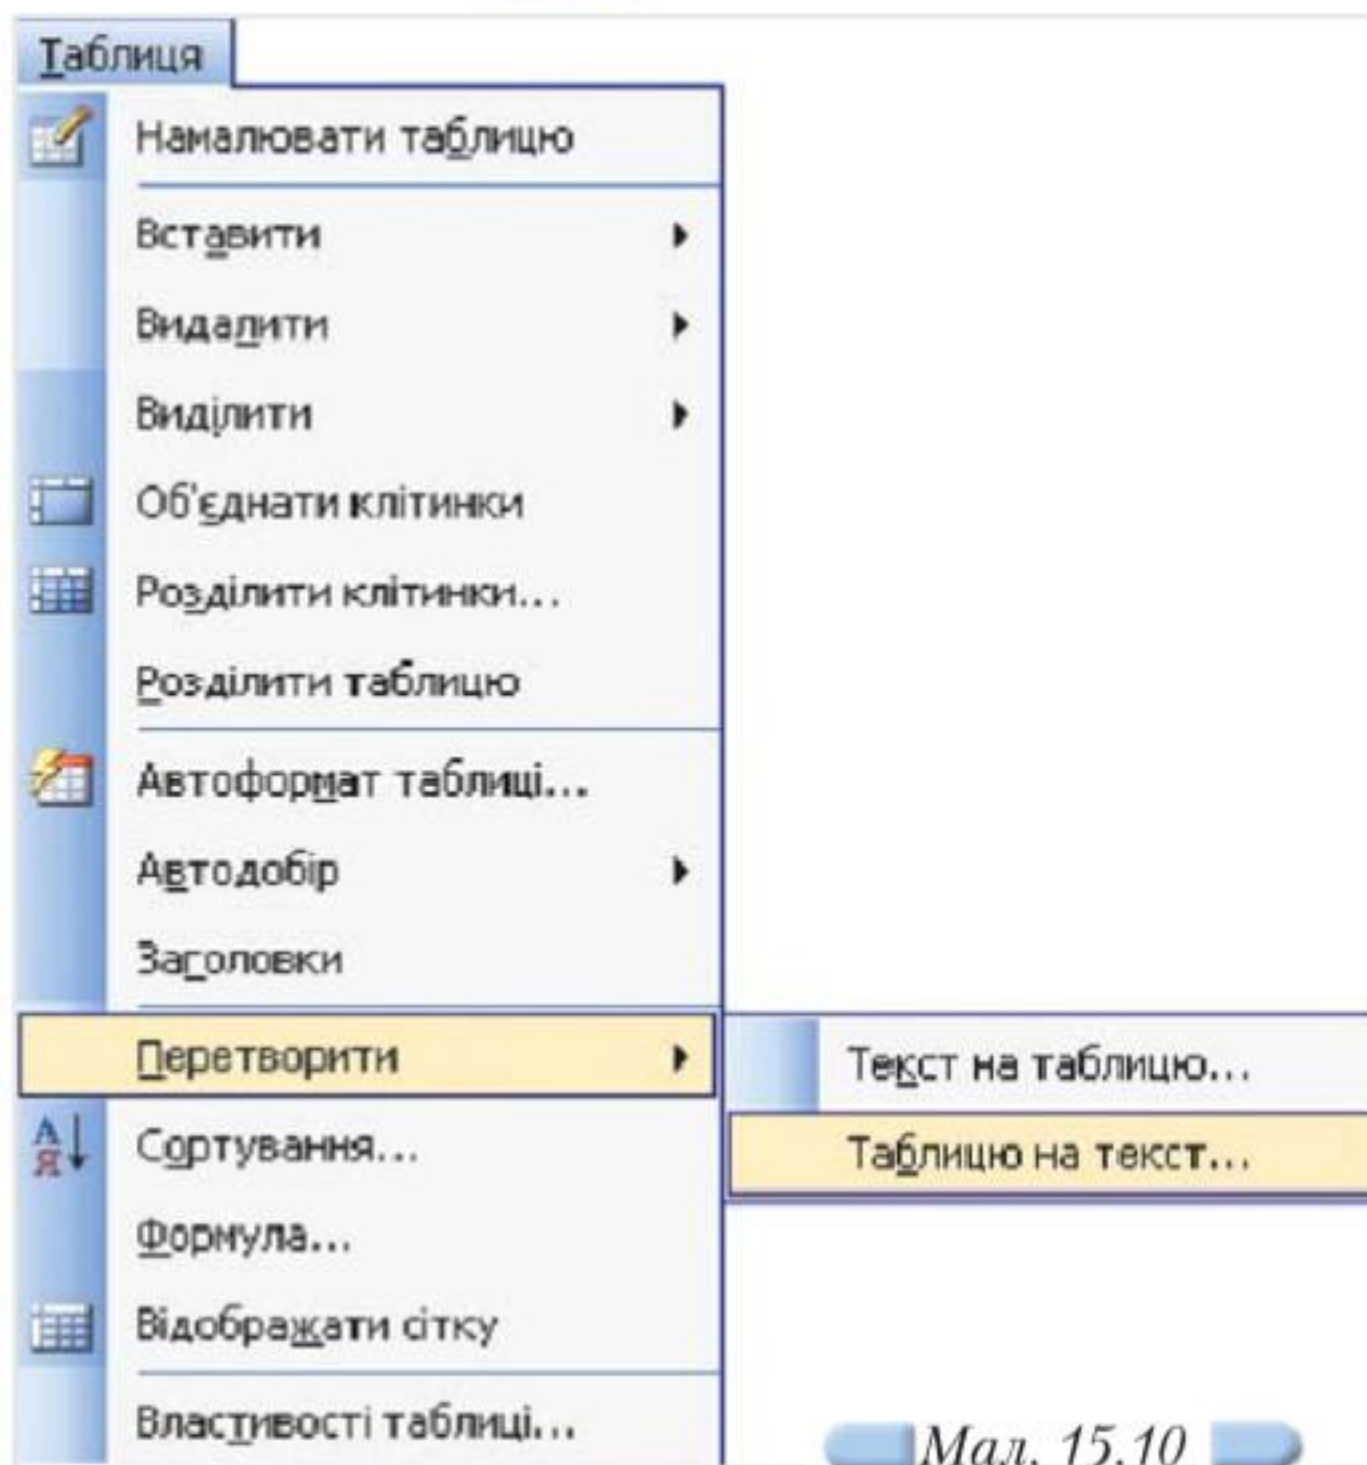 Таблиця
Намалювати таблицю
Вставити
Видалити
Виділити
Об'єднати клітинки
Розділити клітинки...
Розділити таблицю
Автоформат таблиці...
Автодобір
Заголовки
Перетворити
Текст на таблицю...
Таблицю на текст...
Сортування...
Формула...
Відображати сітку
Властивості таблиці...
Мал. 15.10